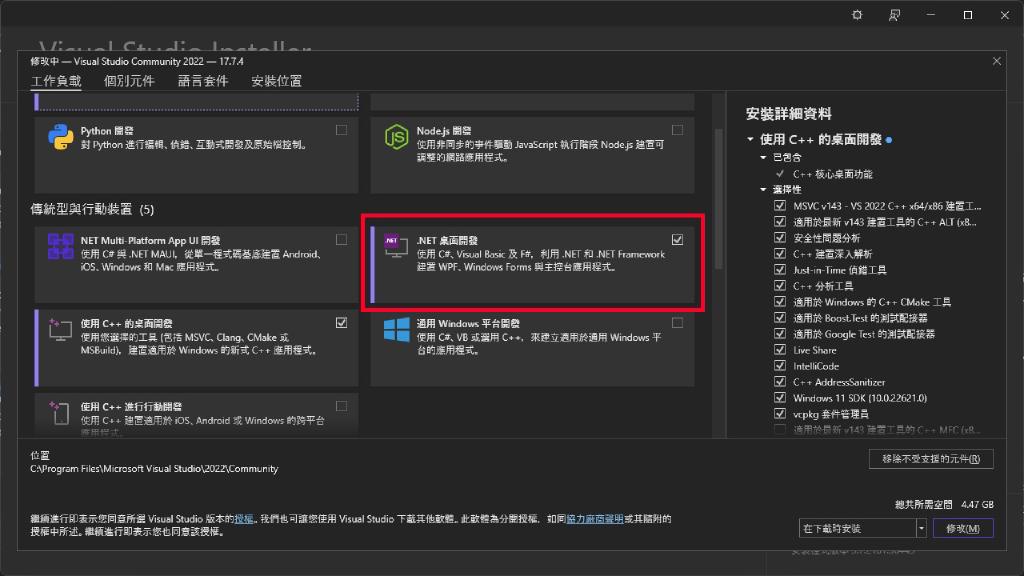 Visual Studio Installer
修改中 — Visual Studio Community 2022 — 17.7.4
工作負載 個別元件 語言套件 安裝位置
Python 開發
對 Python 進行編輯、偵錯、互動式開發及原始檔控制。
Node.js 開發
使用非同步的事件驅動 JavaScript 執行階段 Node.js 建置可
調整的網路應用程式。
傳統型與行動裝置 (5)
.NET Multi-Platform App UI 開發
使用 C# 與 .NET MAUI，從單一程式碼基底建置 Android、
iOS、Windows 和 Mac 應用程式。
.NET
.NET 桌面開發
使用 C#、Visual Basic 及 F#，利用 .NET 和 .NET Framework
建置 WPF、Windows Forms 與主控台應用程式。
使用 C++ 的桌面開發
使用您選擇的工具 (包括 MSVC、Clang、CMake 或
MSBuild)，建置適用於 Windows 的新式 C++ 應用程式。
通用 Windows 平台開發
使用 C#、VB 或選用 C++，來建立適用於通用 Windows 平
台的應用程式。
使用 C++ 進行行動開發
使用 C++ 建置適用於 iOS、Android 或 Windows 的跨平台
應用程式。
安裝詳細資料
使用 C++ 的桌面開發
已包含
C++ 核心桌面功能
選擇性
MSVC v143 - VS 2022 C++ x64/x86 建置工...
適用於最新 v143 建置工具的 C++ ALT (x8...
安全性問題分析
C++ 建置深入解析
Just-in-Time 偵錯工具
C++ 分析工具
適用於 Windows 的 C++ CMake 工具
適用於 Boost.Test 的測試配接器
適用於 Google Test 的測試配接器
Live Share
IntelliCode
C++ AddressSanitizer
Windows 11 SDK (10.0.22621.0)
vcpkg 套件管理員
適用於最新 v143 建置工具的 C++ MFC (x8...
位置
C:\Program Files\Microsoft Visual Studio\2022\Community
移除不受支援的元件(R)
總共所需空間 4.47 GB
繼續進行即表示您同意所選 Visual Studio 版本的授權。我們也可讓您使用 Visual Studio 下載其他軟體。此軟體為分開授權，如同協力廠商聲明或其隨附的
授權中所述。繼續進行即表示您也同意該授權。
在下載時安裝
修改(M)